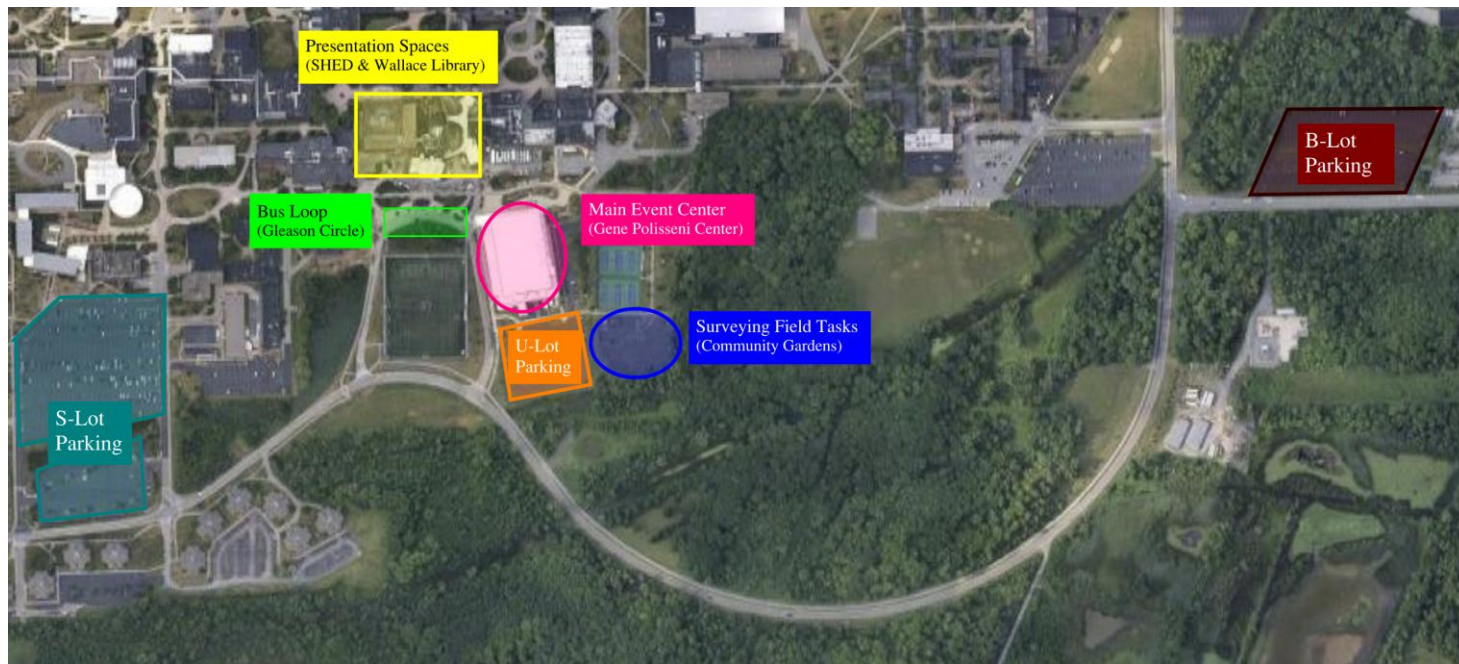 Presentation Spaces
(SHED & Wallace Library)
B-Lot
Parking
Bus Loop
(Gleason Circle)
Main Event Center
(Gene Polisseni Center)
U-Lot
Parking
Surveying Field Tasks
(Community Gardens)
S-Lot
Parking